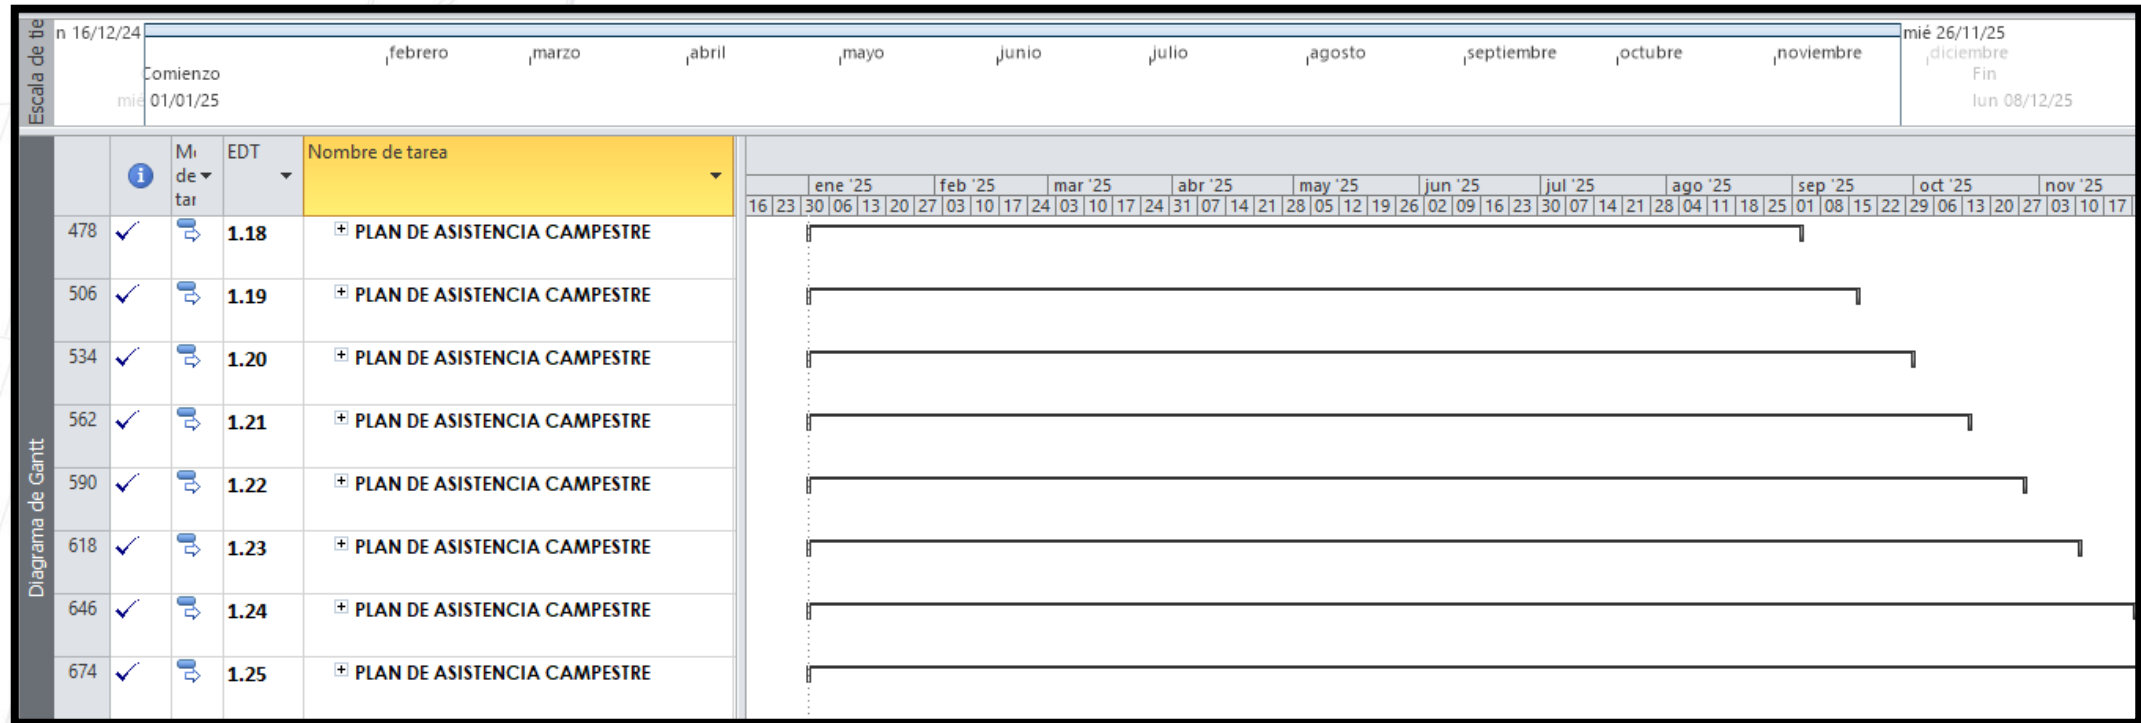 Escala de tie
n 16/12/24
mié 26/11/25
febrero marzo abril mayo junio julio agosto septiembre octubre noviembre diciembre
Comienzo
Fin
mié 01/01/25
lun 08/12/25
Diagrama de Gantt
M
de
tar
EDT
Nombre de tarea
ene '25 feb '25 mar '25 abr '25 may '25 jun '25 jul '25 ago '25 sep '25 oct '25 nov '25
16 23 30 06 13 20 27 03 10 17 24 03 10 17 24 31 07 14 21 28 05 12 19 26 02 09 16 23 30 07 14 21 28 04 11 18 25 01 08 15 22 29 06 13 20 27 03 10 17
478 1.18 PLAN DE ASISTENCIA CAMPESTRE
506 1.19 PLAN DE ASISTENCIA CAMPESTRE
534 1.20 PLAN DE ASISTENCIA CAMPESTRE
562 1.21 PLAN DE ASISTENCIA CAMPESTRE
590 1.22 PLAN DE ASISTENCIA CAMPESTRE
618 1.23 PLAN DE ASISTENCIA CAMPESTRE
646 1.24 PLAN DE ASISTENCIA CAMPESTRE
674 1.25 PLAN DE ASISTENCIA CAMPESTRE